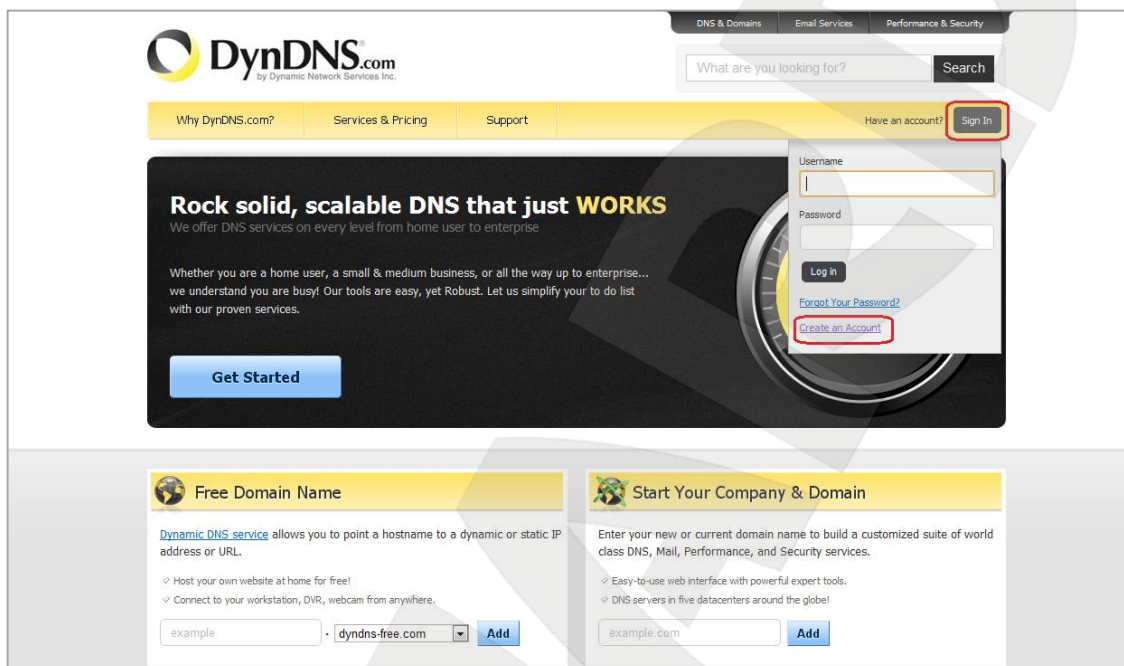 DNS & Domains Email Services Performance & Security
DynDNS.com
by Dynamic Network Services Inc.
What are you looking for? Search
Why DynDNS.com? Services & Pricing Support Have an account? Sign In
Username
Password
Log in
Forgot Your Password?
Create an Account
Rock solid, scalable DNS that just WORKS
We offer DNS services on every level from home user to enterprise
Whether you are a home user, a small & medium business, or all the way up to enterprise...
we understand you are busy! Our tools are easy, yet Robust. Let us simplify your to do list
with our proven services.
Get Started
Free Domain Name
Dynamic DNS service allows you to point a hostname to a dynamic or static IP
address or URL.
Host your own website at home for free!
Connect to your workstation, DVR, webcam from anywhere.
example . dyndns-free.com Add
Start Your Company & Domain
Enter your new or current domain name to build a customized suite of world
class DNS, Mail, Performance, and Security services.
Easy-to-use web interface with powerful expert tools.
DNS servers in five datacenters around the globe!
example.com Add